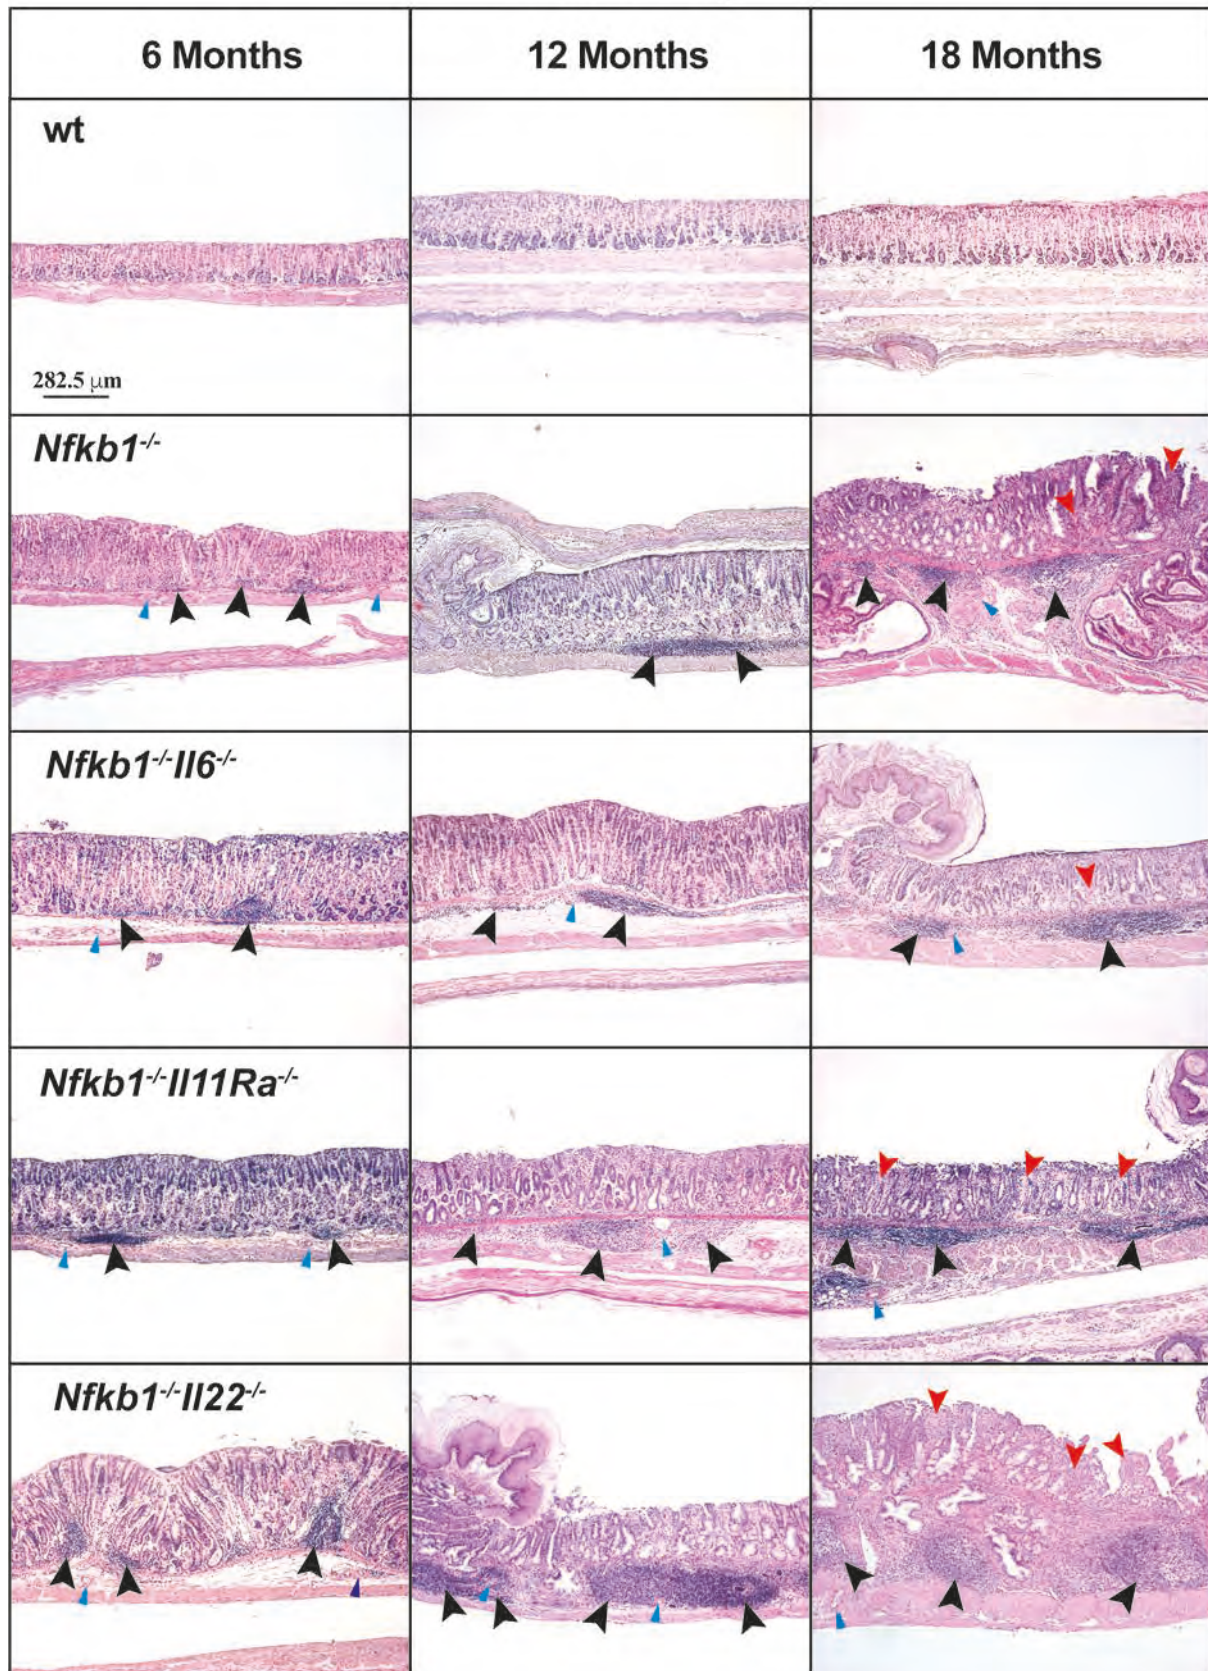 6 Months 12 Months 18 Months
wt
282.5 μm
Nfkb1-/-
Nfkb1-/-Il6-/-
Nfkb1-/-Il11Ra-/-
Nfkb1-/-Il22-/-